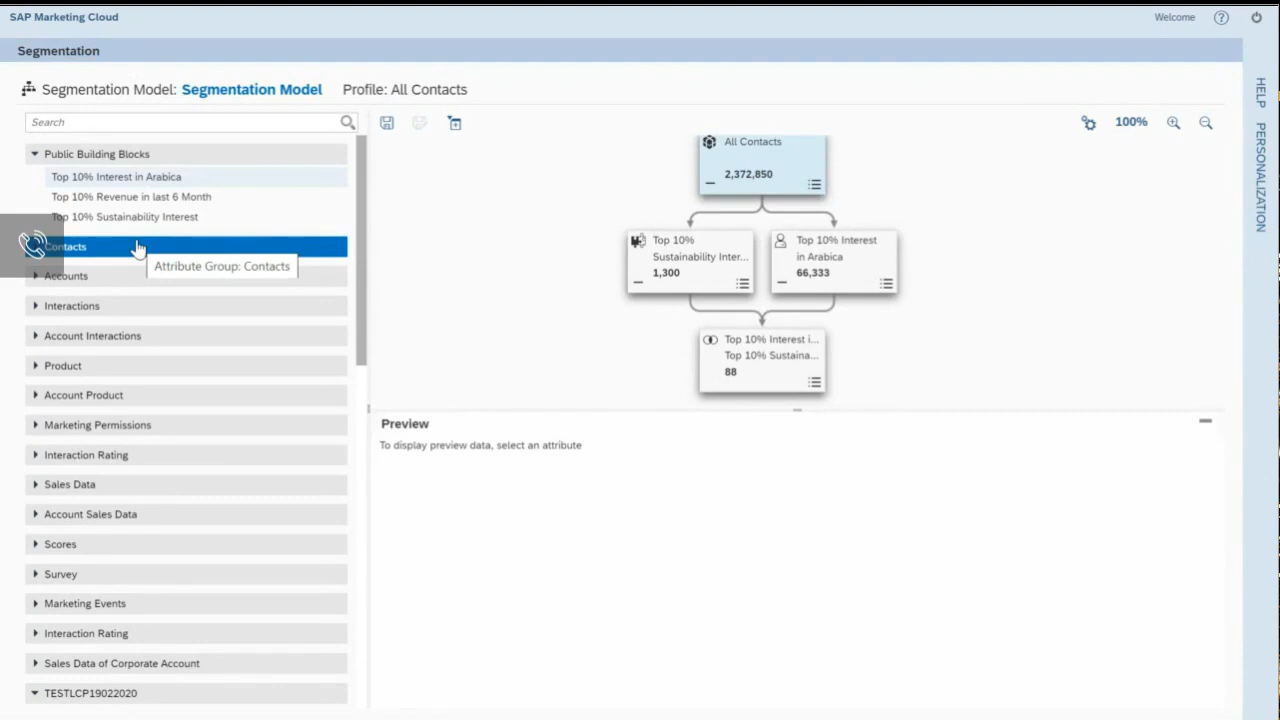 SAP Marketing Cloud
Welcome
Segmentation
Segmentation Model: Segmentation Model Profile: All Contacts
Search
100%
Public Building Blocks
Top 10% Interest in Arabica
Top 10% Revenue in last 6 Month
Top 10% Sustainability Interest
Contacts
Attribute Group: Contacts
Accounts
Interactions
Account Interactions
Product
Account Product
Marketing Permissions
Interaction Rating
Sales Data
Account Sales Data
Scores
Survey
Marketing Events
Interaction Rating
Sales Data of Corporate Account
TESTLCP19022020
All Contacts
2,372,850
Top 10%
Sustainability Inter...
1,300
Top 10% Interest
in Arabica
66,333
Top 10% Interest i...
Top 10% Sustaina...
88
Preview
To display preview data, select an attribute
HELP
PERSONALIZATION